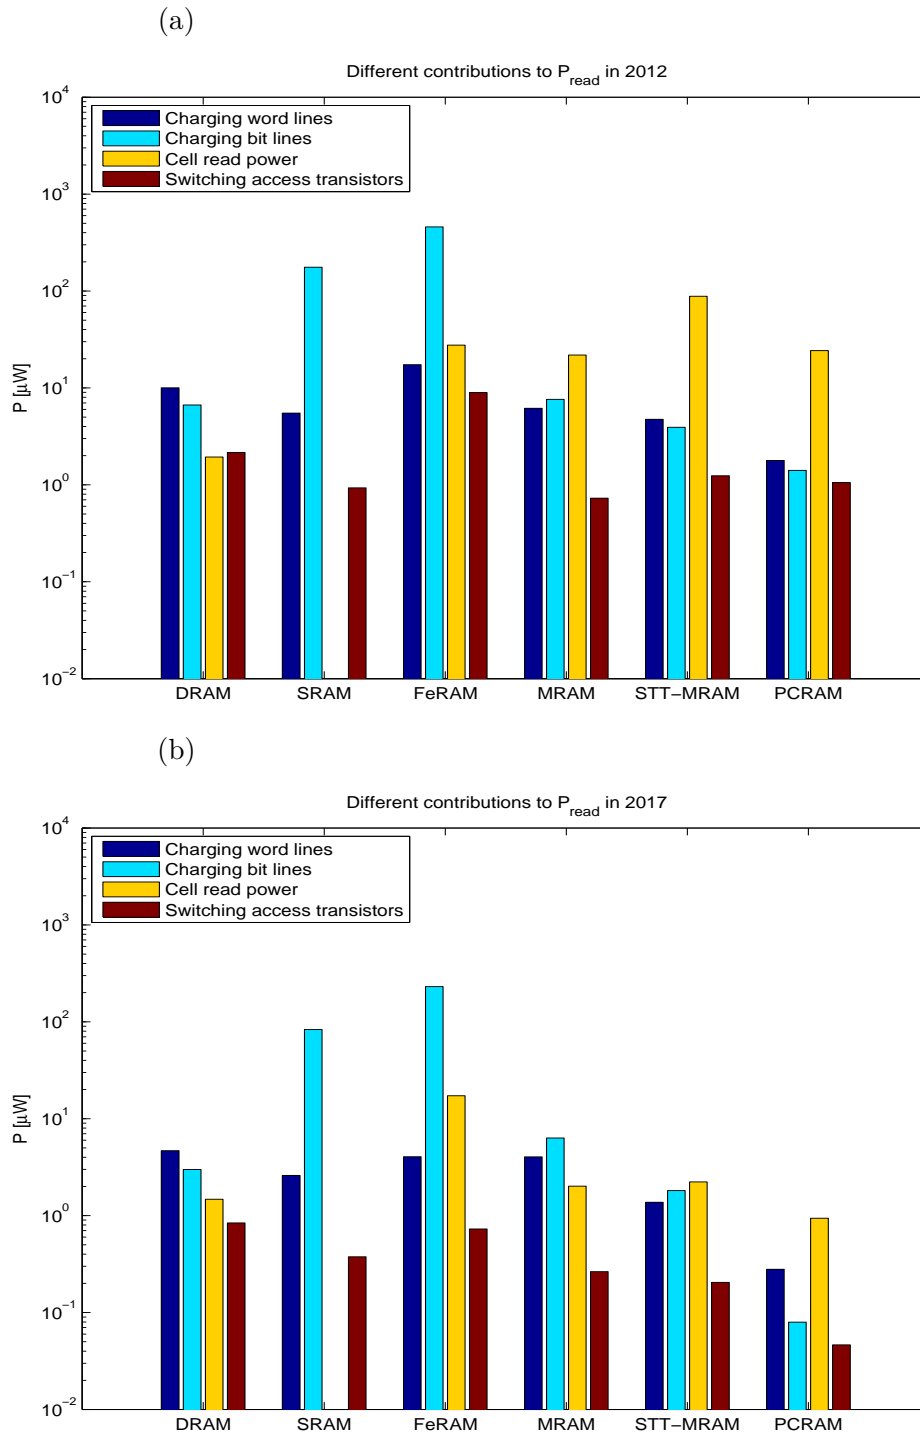 (a)
Different contributions to P_read in 2012
Charging word lines
Charging bit lines
Cell read power
Switching access transistors
P [μW]
10^4
10^3
10^2
10^1
10^0
10^−1
10^−2
DRAM SRAM FeRAM MRAM STT−MRAM PCRAM
(b)
Different contributions to P_read in 2017
Charging word lines
Charging bit lines
Cell read power
Switching access transistors
P [μW]
10^4
10^3
10^2
10^1
10^0
10^−1
10^−2
DRAM SRAM FeRAM MRAM STT−MRAM PCRAM